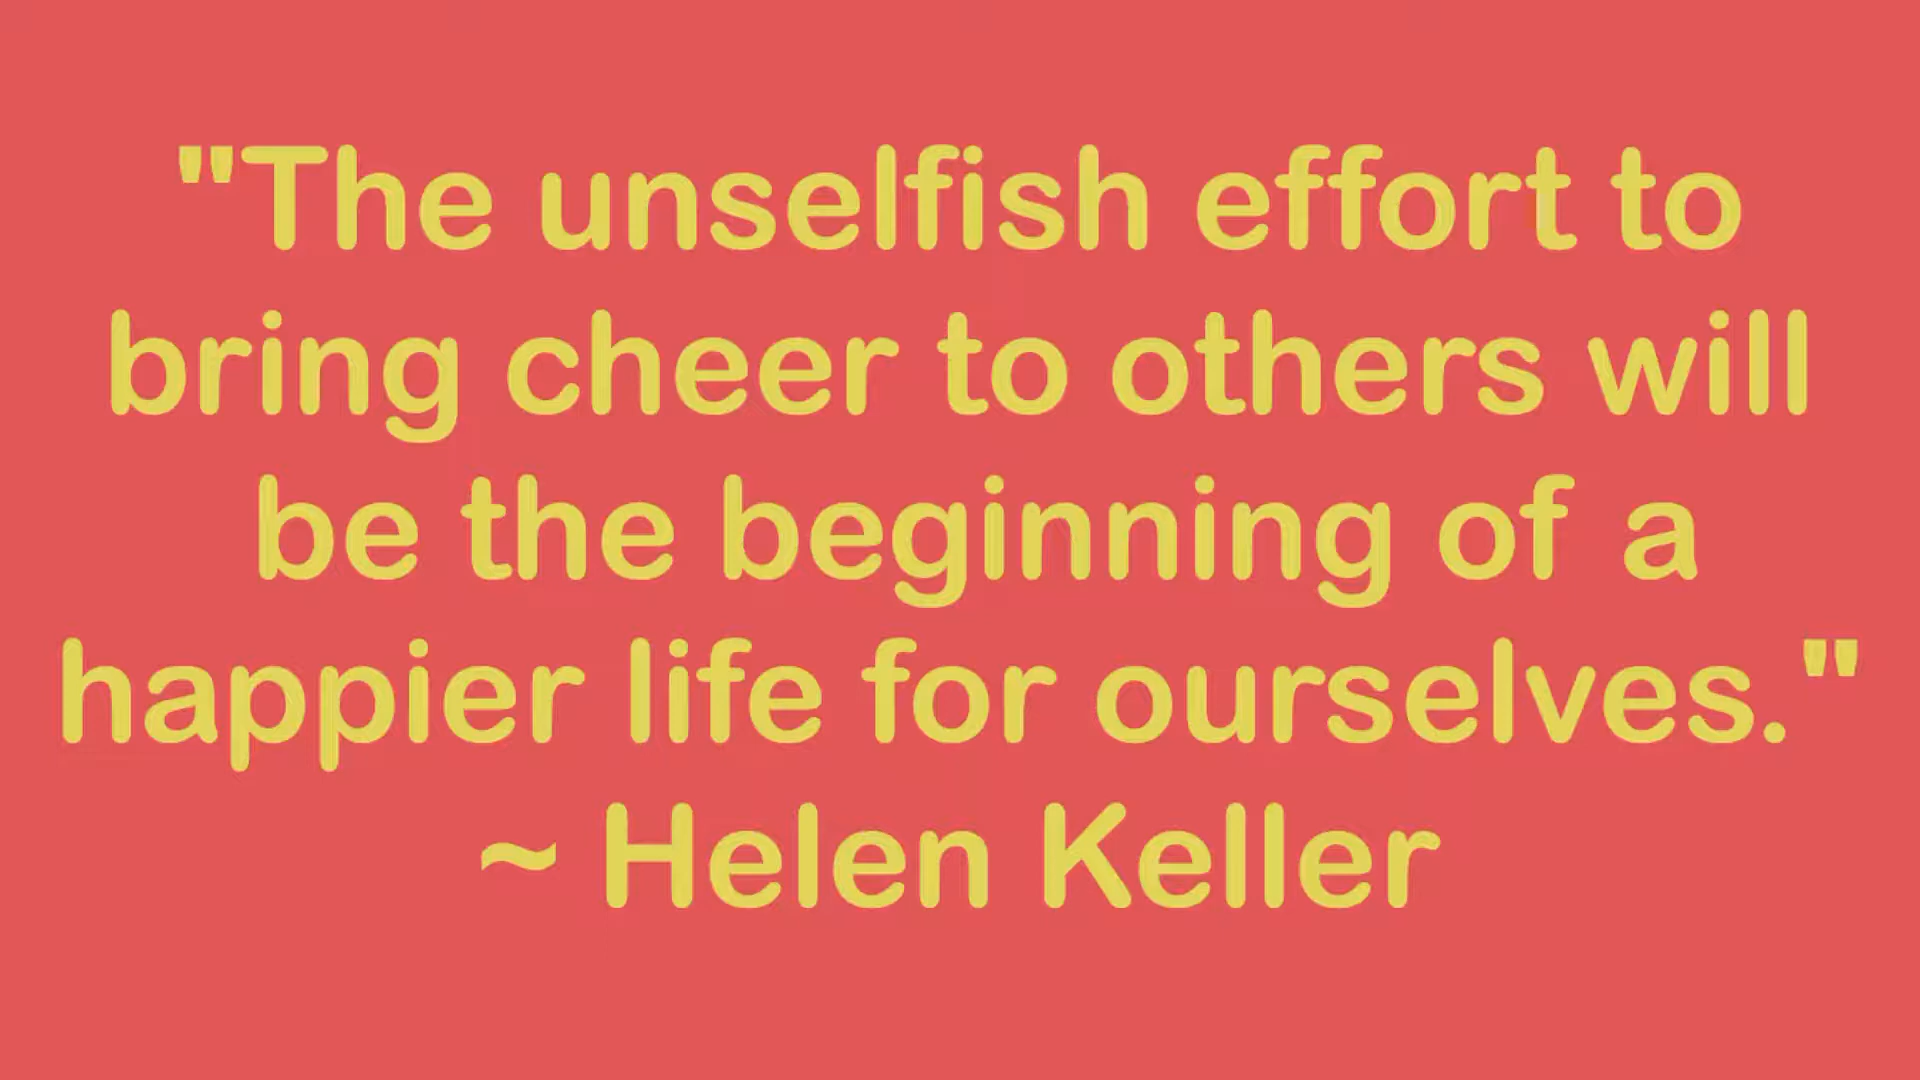 "The unselfish effort to
bring cheer to others will
be the beginning of a
happier life for ourselves."
~ Helen Keller